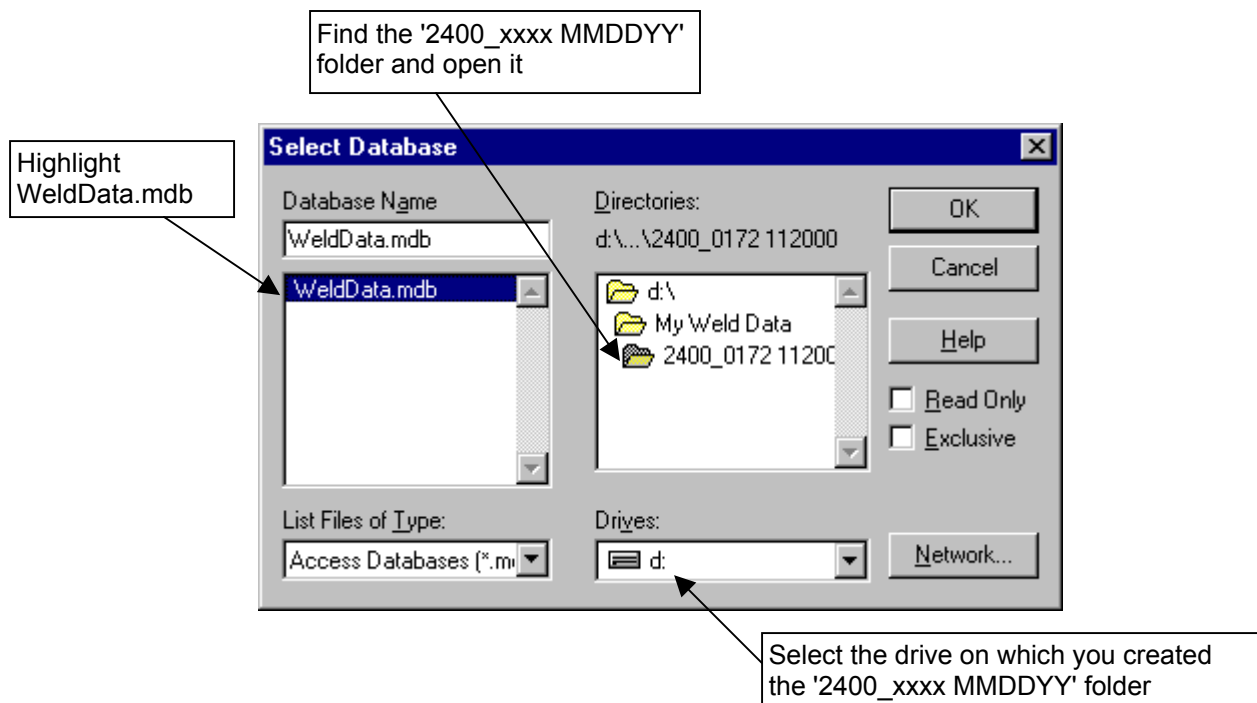 Find the '2400_xxxx MMDDYY'
folder and open it
Highlight
WeldData.mdb
Select Database
Database Name
WeldData.mdb
WeldData.mdb
List Files of Type:
Access Databases (*.m
Directories:
d:\...\2400_0172 112000
d:\
My Weld Data
2400_0172 1120
Drives:
d:
OK
Cancel
Help
Read Only
Exclusive
Network...
Select the drive on which you created
the '2400_xxxx MMDDYY' folder